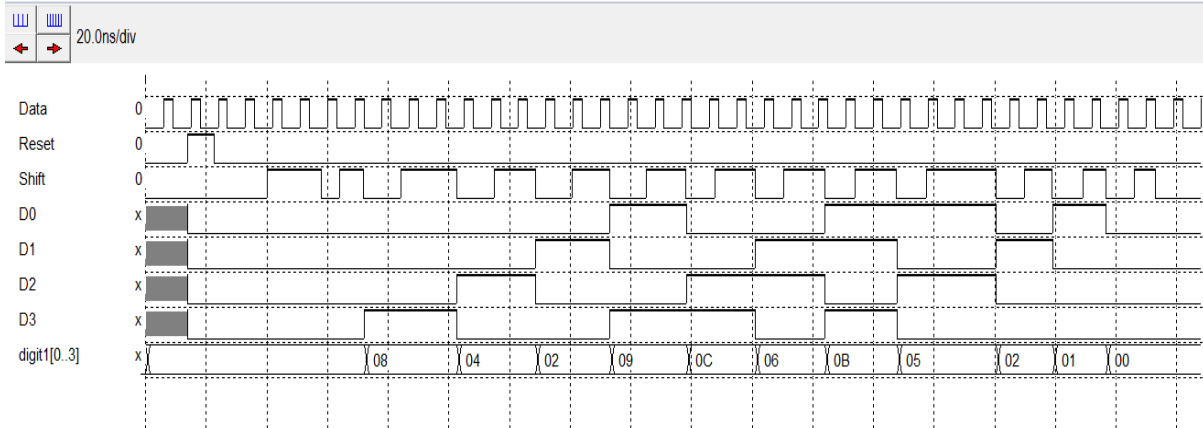 20.0ns/div
Data 0
Reset 0
Shift 0
D0 x
D1 x
D2 x
D3 x
digit1[0..3] x 08 04 02 09 0C 06 0B 05 02 01 00